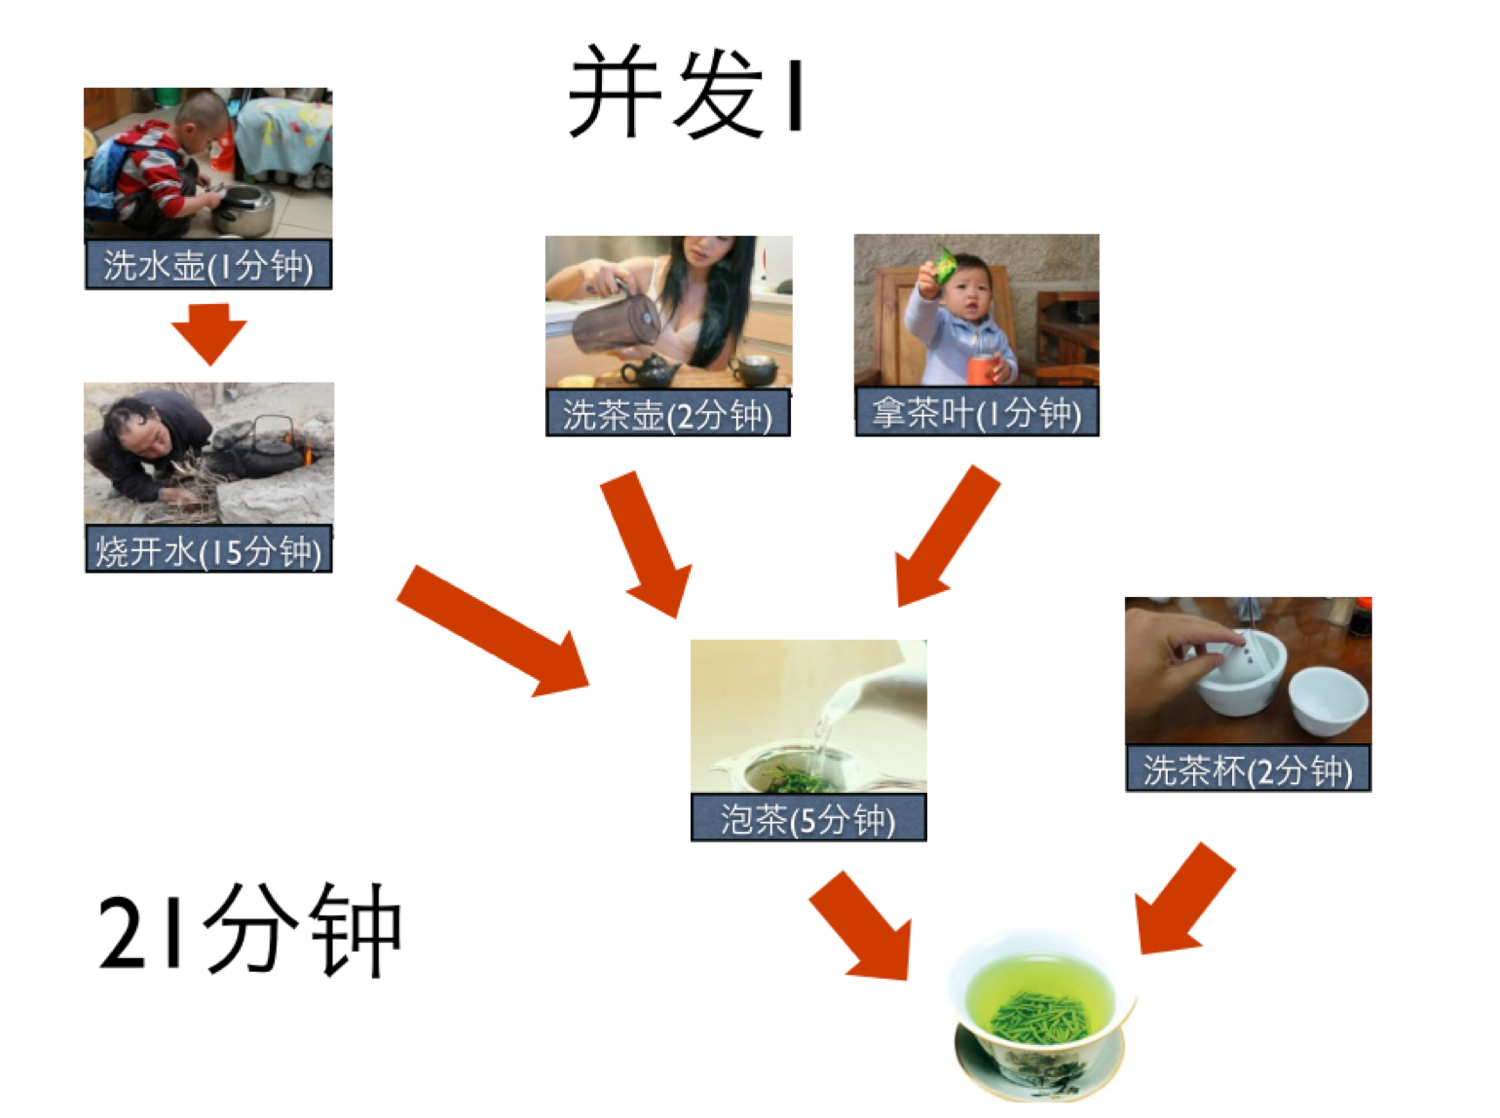 并发1
洗水壶(1分钟)
洗茶壶(2分钟)
拿茶叶(1分钟)
烧开水(15分钟)
洗茶杯(2分钟)
泡茶(5分钟)
21分钟